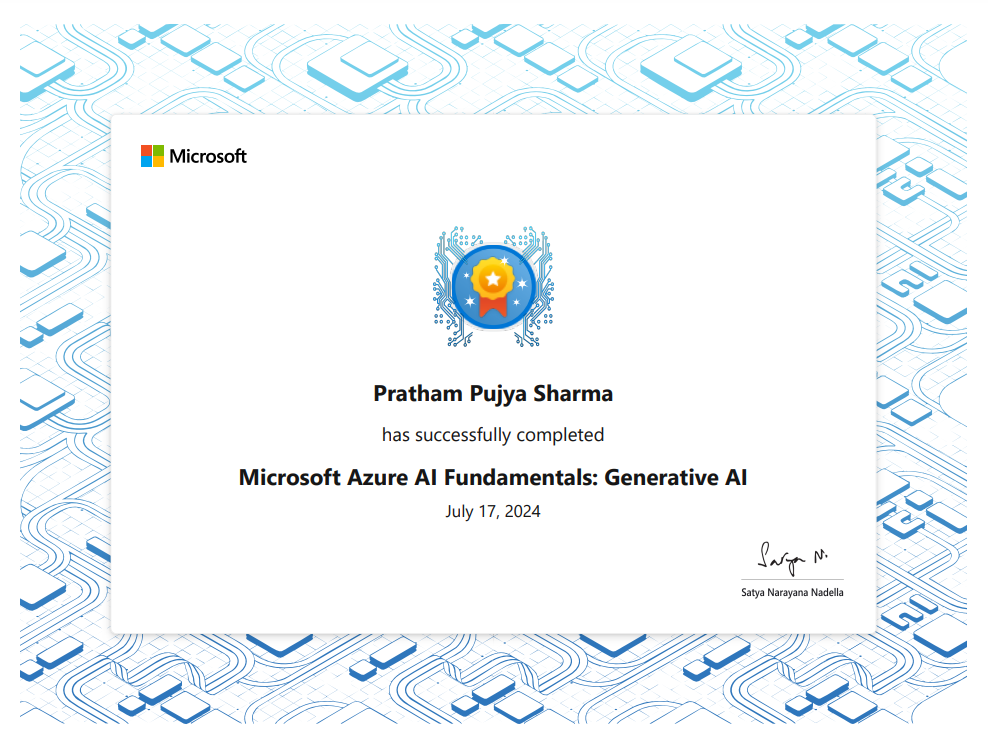 Microsoft
Pratham Pujya Sharma
has successfully completed
Microsoft Azure AI Fundamentals: Generative AI
July 17, 2024
Satya N.
Satya Narayana Nadella